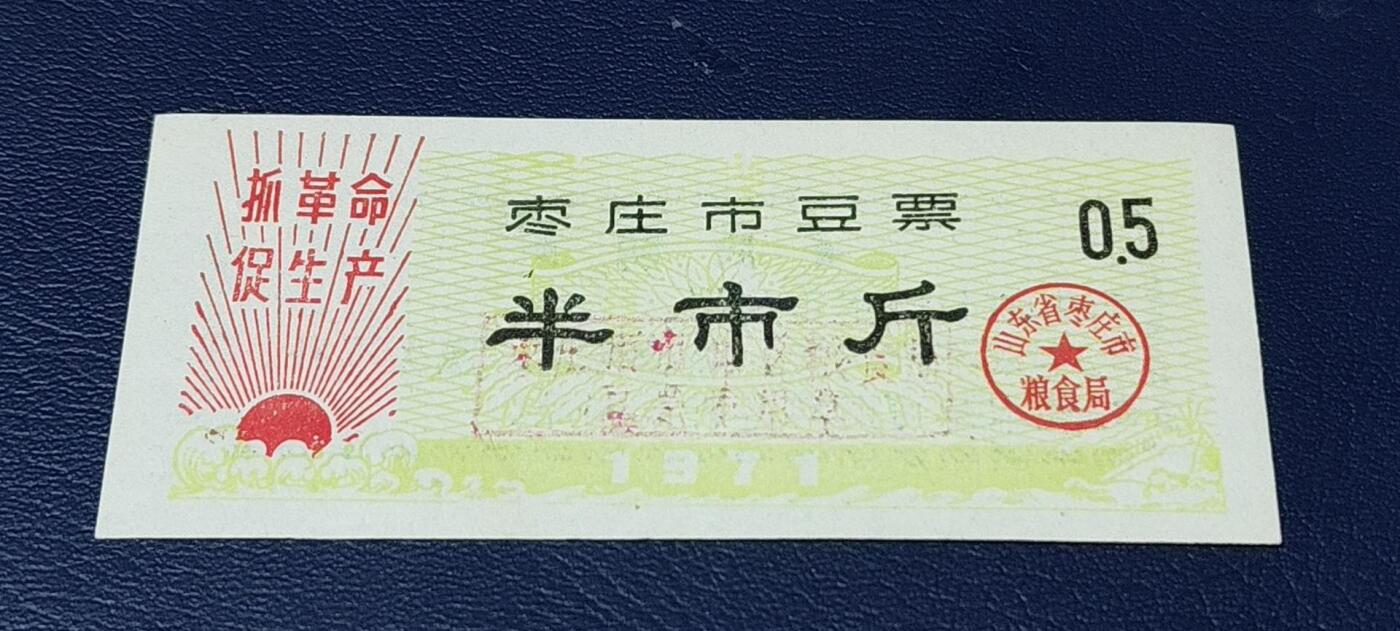 抓革命
促生产
枣庄市豆票
0.5
半市斤
山东省枣庄市
粮食局
1971